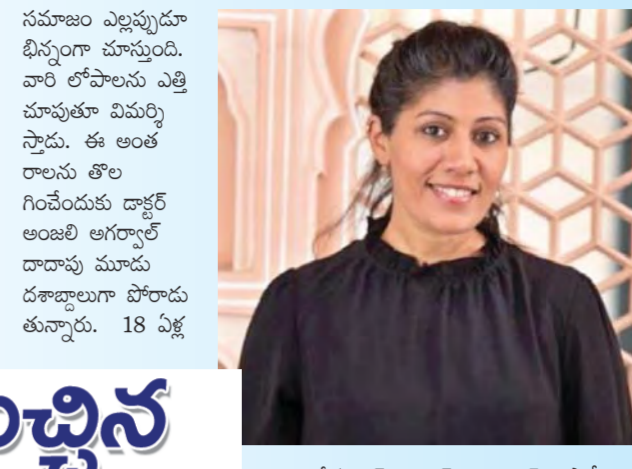 సమాజం ఎల్లప్పుడూ
భిన్నంగా చూస్తుంది.
వారి లోపాలను ఎత్తి
చూపుతూ విమర్శి
స్తాడు. ఈ అంత
రాలను తొల
గించేందుకు డాక్టర్
అంజలి అగర్వాల్
దాదాపు మూడు
దశాబ్దాలుగా పోరాడు
తున్నారు. 18 ఏళ్ల